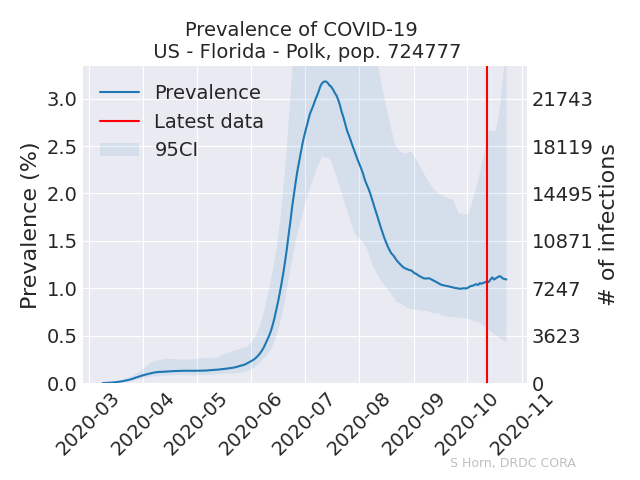 Prevalence of COVID-19
US - Florida - Polk, pop. 724777
Prevalence
Latest data
95CI
Prevalence (%)
3.0
2.5
2.0
1.5
1.0
0.5
0.0
21743
18119
14495
10871
7247
3623
0
# of infections
2020-03
2020-04
2020-05
2020-06
2020-07
2020-08
2020-09
2020-10
2020-11
S Horn, DRDC CORA